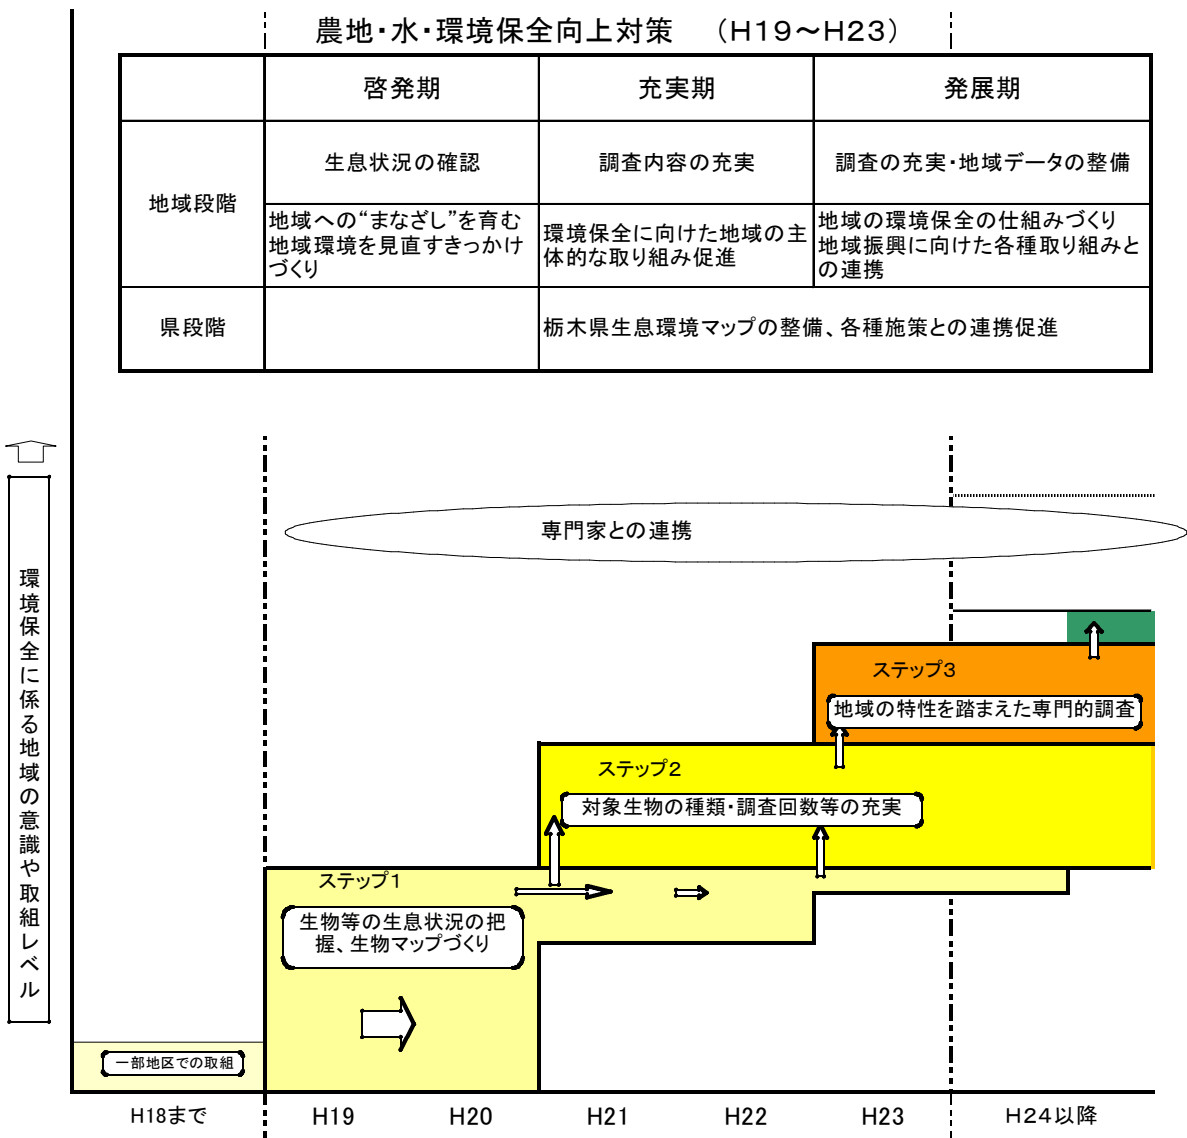 農地・水・環境保全向上対策　（H19～H23）
啓発期
充実期
発展期
地域段階
生息状況の確認
調査内容の充実
調査の充実・地域データの整備
地域への“まなざし”を育む
地域環境を見直すきっかけ
づくり
環境保全に向けた地域の主
体的な取り組み促進
地域の環境保全の仕組みづくり
地域振興に向けた各種取り組みと
の連携
県段階
栃木県生息環境マップの整備、各種施策との連携促進
環境保全に係る地域の意識や取組レベル
専門家との連携
ステップ3
地域の特性を踏まえた専門的調査
ステップ2
対象生物の種類・調査回数等の充実
ステップ1
生物等の生息状況の把
握、生物マップづくり
一部地区での取組
H18まで
H19
H20
H21
H22
H23
H24以降